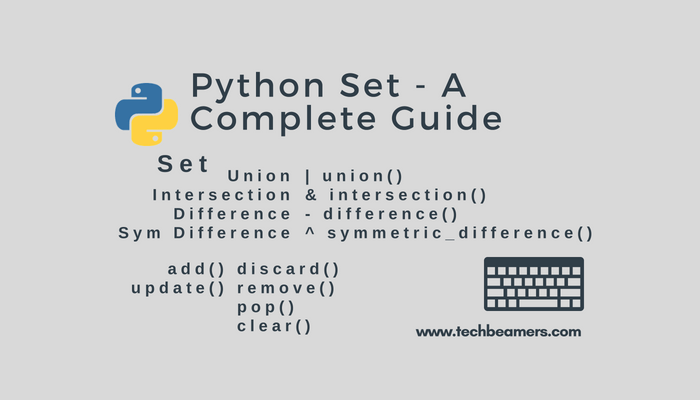 Python Set - A
Complete Guide
Set
Union | union()
Intersection & intersection()
Difference - difference()
Sym Difference ^ symmetric_difference()
add() discard()
update() remove()
pop()
clear()
www.techbeamers.com